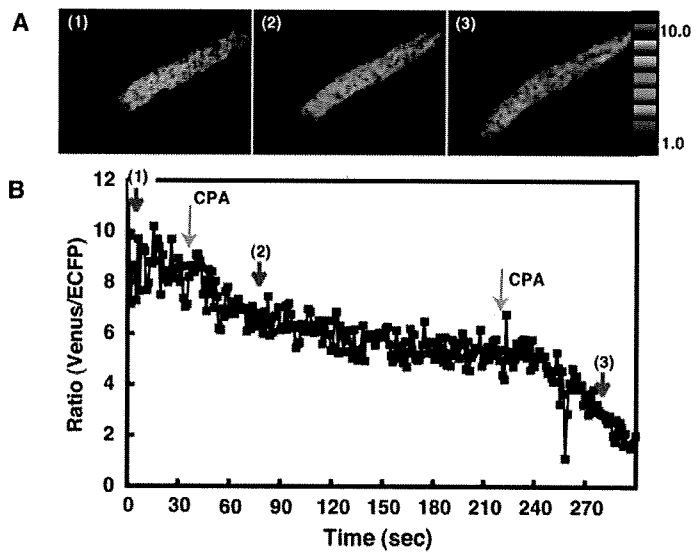 A
(1)
(2)
(3)
10.0
1.0
B
12
10
8
6
4
2
0
Ratio (Venus/ECFP)
(1)
CPA
(2)
CPA
(3)
0 30 60 90 120 150 180 210 240 270
Time (sec)